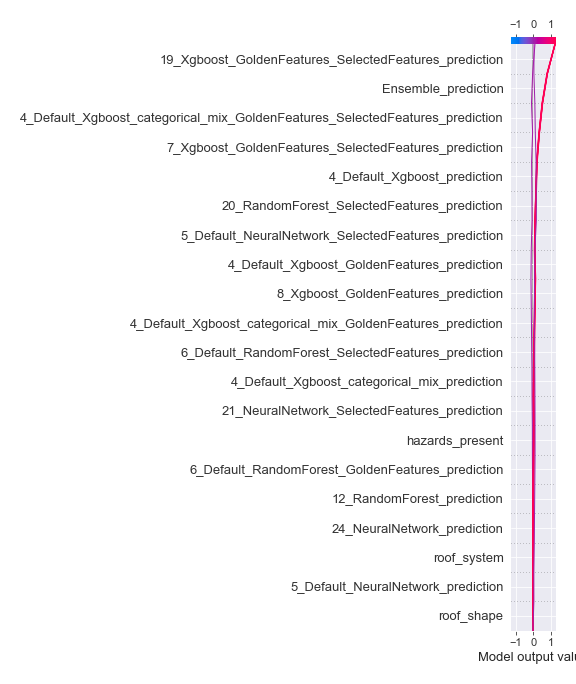 −1 0 1
19_Xgboost_GoldenFeatures_SelectedFeatures_prediction
Ensemble_prediction
4_Default_Xgboost_categorical_mix_GoldenFeatures_SelectedFeatures_prediction
7_Xgboost_GoldenFeatures_SelectedFeatures_prediction
4_Default_Xgboost_prediction
20_RandomForest_SelectedFeatures_prediction
5_Default_NeuralNetwork_SelectedFeatures_prediction
4_Default_Xgboost_GoldenFeatures_prediction
8_Xgboost_GoldenFeatures_prediction
4_Default_Xgboost_categorical_mix_GoldenFeatures_prediction
6_Default_RandomForest_SelectedFeatures_prediction
4_Default_Xgboost_categorical_mix_prediction
21_NeuralNetwork_SelectedFeatures_prediction
hazards_present
6_Default_RandomForest_GoldenFeatures_prediction
12_RandomForest_prediction
24_NeuralNetwork_prediction
roof_system
5_Default_NeuralNetwork_prediction
roof_shape
−1 0 1
Model output valu